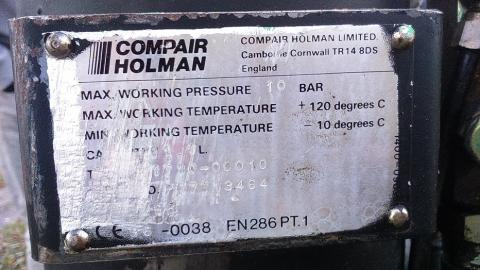 COMPAIR
HOLMAN
COMPAIR HOLMAN LIMITED.
Camborne Cornwall TR14 8DS
England
MAX. WORKING PRESSURE 10 BAR
MAX. WORKING TEMPERATURE + 120 degrees C
MIN. WORKING TEMPERATURE - 10 degrees C
L.
CE -0038 EN286 PT.1